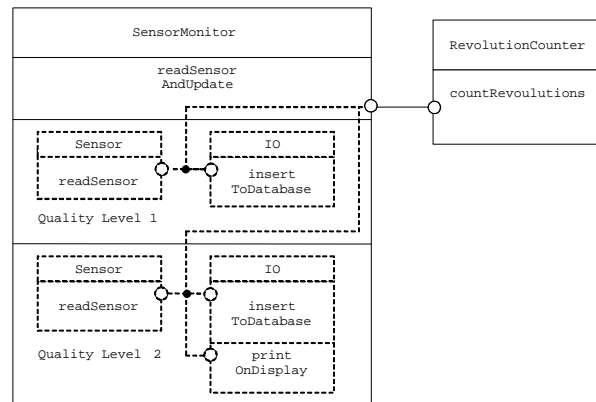 SensorMonitor
readSensor
AndUpdate
RevolutionCounter
countRevoulutions
Sensor
readSensor
IO
insert
ToDatabase
Quality Level 1
Sensor
readSensor
IO
insert
ToDatabase
print
OnDisplay
Quality Level 2